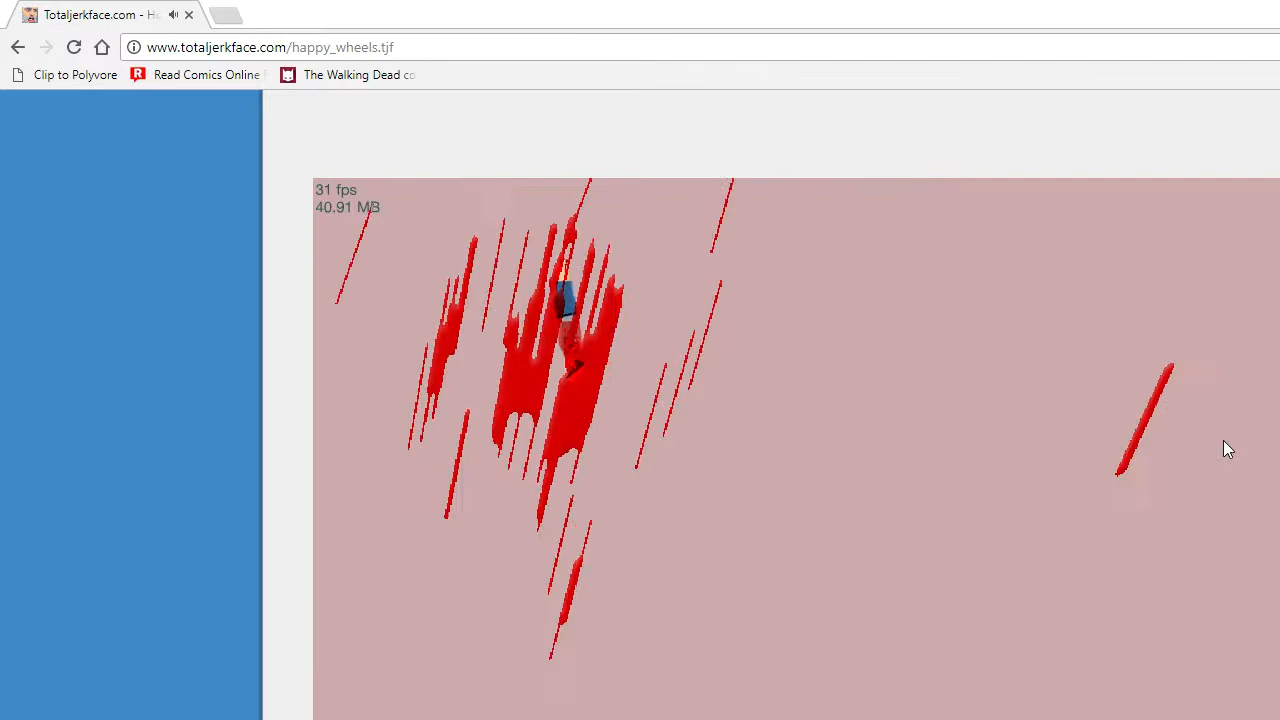 Totaljerkface.com - H
www.totaljerkface.com/happy_wheels.tjf
Clip to Polyvore
R
Read Comics Online
The Walking Dead co
31 fps
40.91 MB